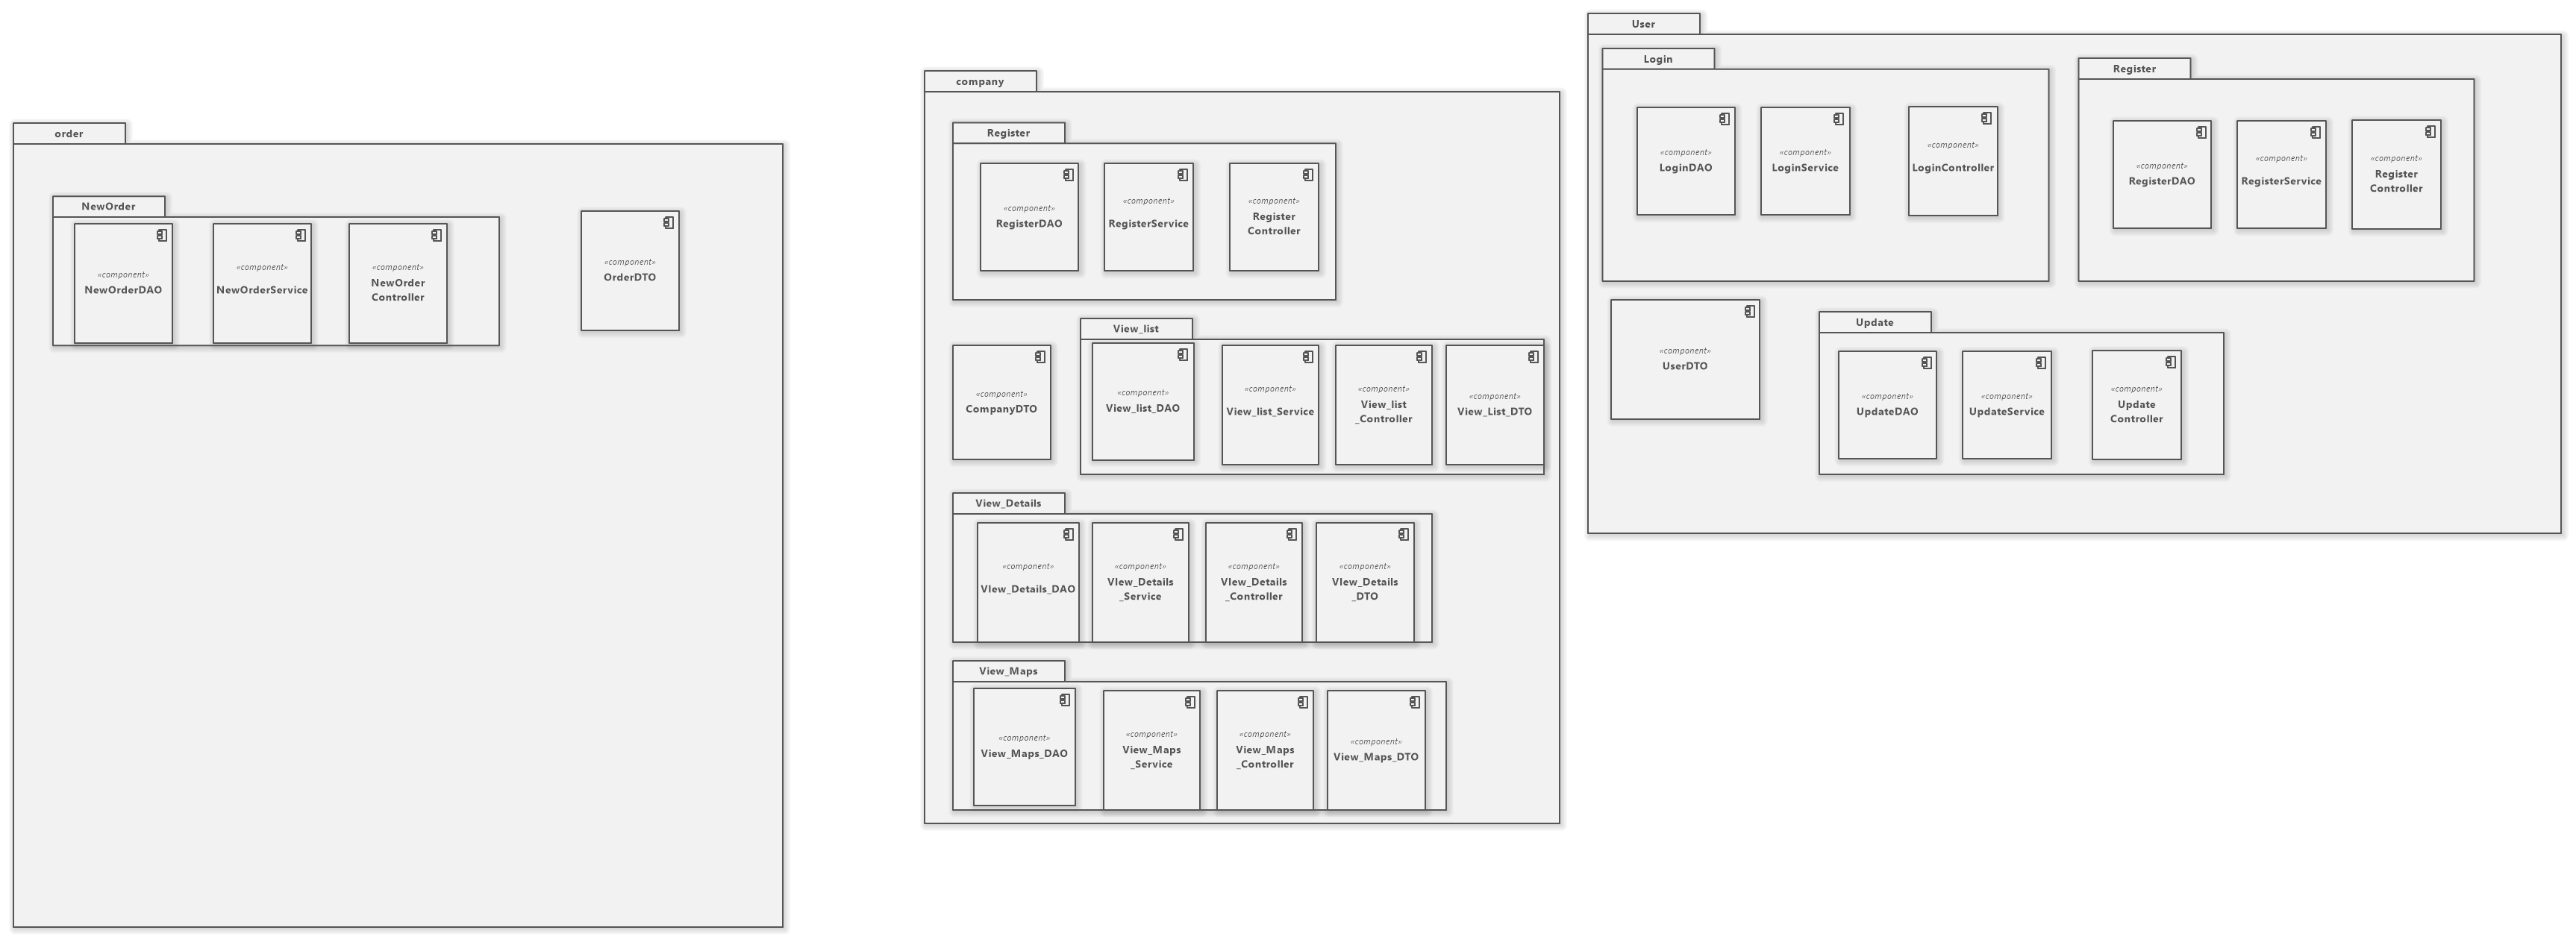 order
NewOrder
«component»
NewOrderDAO
«component»
NewOrderService
«component»
NewOrder
Controller
«component»
OrderDTO
company
Register
«component»
RegisterDAO
«component»
RegisterService
«component»
Register
Controller
«component»
CompanyDTO
View_list
«component»
View_list_DAO
«component»
View_list_Service
«component»
View_list
_Controller
«component»
View_List_DTO
View_Details
«component»
VIew_Details_DAO
«component»
VIew_Details
_Service
«component»
VIew_Details
_Controller
«component»
VIew_Details
_DTO
View_Maps
«component»
View_Maps_DAO
«component»
View_Maps
_Service
«component»
View_Maps
_Controller
«component»
View_Maps_DTO
User
Login
«component»
LoginDAO
«component»
LoginService
«component»
LoginController
Register
«component»
RegisterDAO
«component»
RegisterService
«component»
Register
Controller
«component»
UserDTO
Update
«component»
UpdateDAO
«component»
UpdateService
«component»
Update
Controller